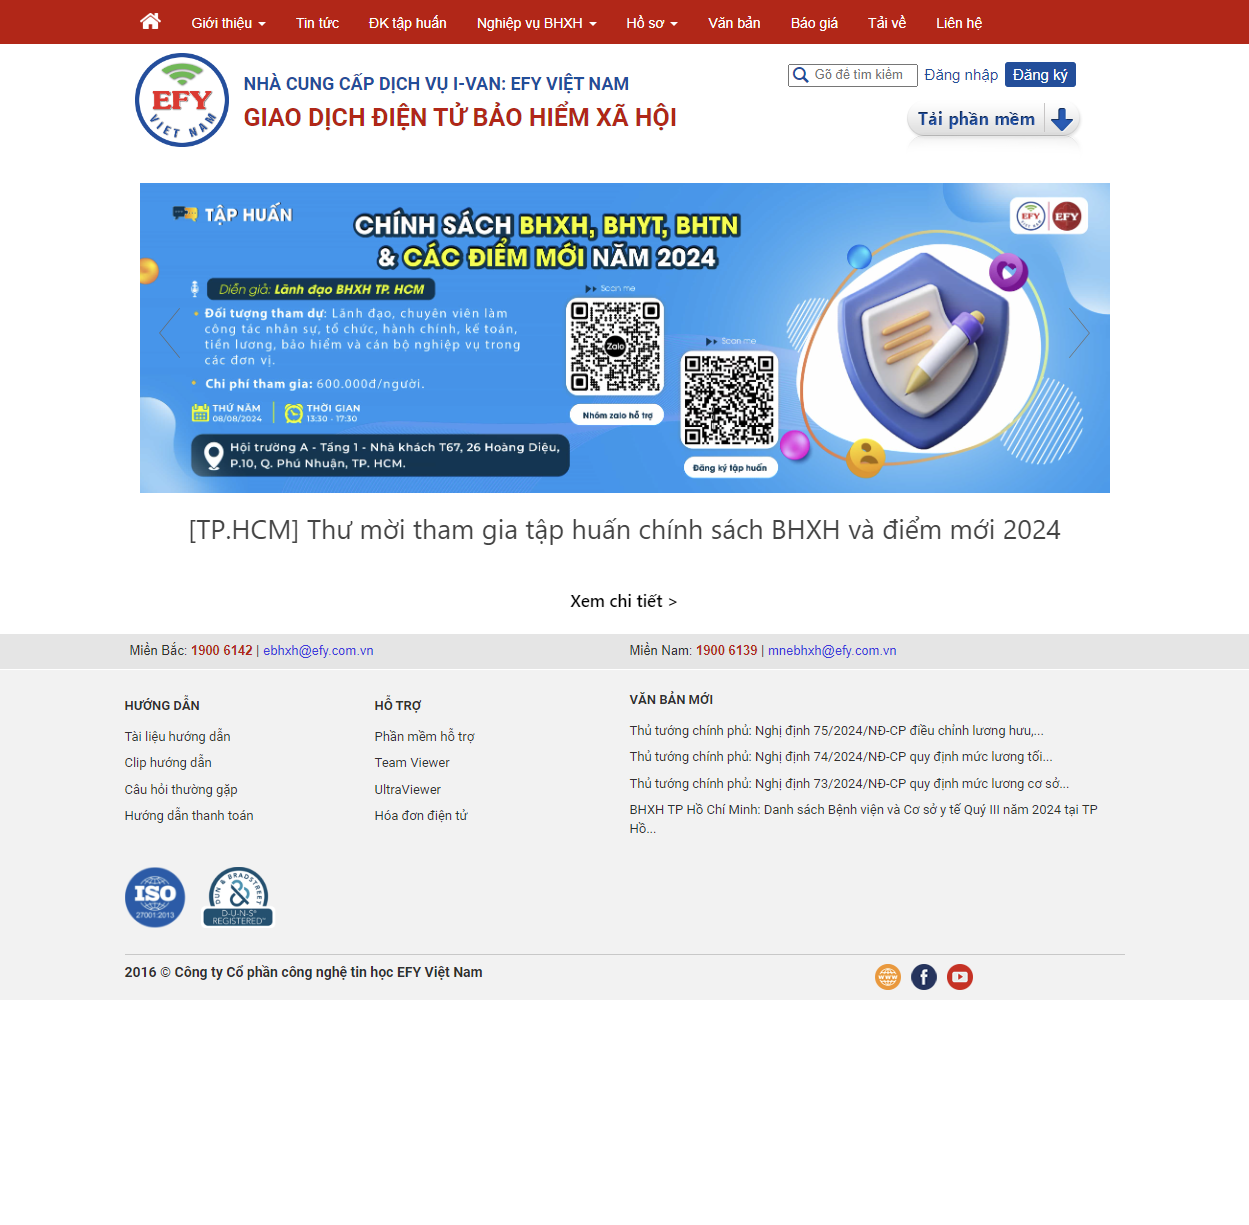 Giới thiệu Tin tức ĐK tập huấn Nghiệp vụ BHXH Hồ sơ Văn bản Báo giá Tải về Liên hệ
EFY
VIỆT NAM
NHÀ CUNG CẤP DỊCH VỤ I-VAN: EFY VIỆT NAM
GIAO DỊCH ĐIỆN TỬ BẢO HIỂM XÃ HỘI
Gõ để tìm kiếm Đăng nhập Đăng ký
Tải phần mềm
TẬP HUẤN
CHÍNH SÁCH BHXH, BHYT, BHTN
& CÁC ĐIỂM MỚI NĂM 2024
EFY
VIỆT NAM
EFY
Diễn giả: Lãnh đạo BHXH TP. HCM
Đối tượng tham dự: Lãnh đạo, chuyên viên làm
công tác nhân sự, tổ chức, hành chính, kế toán,
tiền lương, bảo hiểm và cán bộ nghiệp vụ trong
các đơn vị.
Chi phí tham gia: 600.000đ/người.
THỨ NĂM
08/08/2024
THỜI GIAN
13:30 - 17:30
Hội trường A - Tầng 1 - Nhà khách T67, 26 Hoàng Diệu,
P.10, Q. Phú Nhuận, TP. HCM.
Scan me
Zalo
Nhóm zalo hỗ trợ
Scan me
Đăng ký tập huấn
[TP.HCM] Thư mời tham gia tập huấn chính sách BHXH và điểm mới 2024
Xem chi tiết >
Miền Bắc: 1900 6142 | ebhxh@efy.com.vn
Miền Nam: 1900 6139 | mnebhxh@efy.com.vn
HƯỚNG DẪN
Tài liệu hướng dẫn
Clip hướng dẫn
Câu hỏi thường gặp
Hướng dẫn thanh toán
HỖ TRỢ
Phần mềm hỗ trợ
Team Viewer
UltraViewer
Hóa đơn điện tử
VĂN BẢN MỚI
Thủ tướng chính phủ: Nghị định 75/2024/NĐ-CP điều chỉnh lương hưu,...
Thủ tướng chính phủ: Nghị định 74/2024/NĐ-CP quy định mức lương tối...
Thủ tướng chính phủ: Nghị định 73/2024/NĐ-CP quy định mức lương cơ sở...
BHXH TP Hồ Chí Minh: Danh sách Bệnh viện và Cơ sở y tế Quý III năm 2024 tại TP
Hồ...
ISO
27001:2013
DUN & BRADSTREET
D-U-N-S®
REGISTERED™
2016 © Công ty Cổ phần công nghệ tin học EFY Việt Nam
www